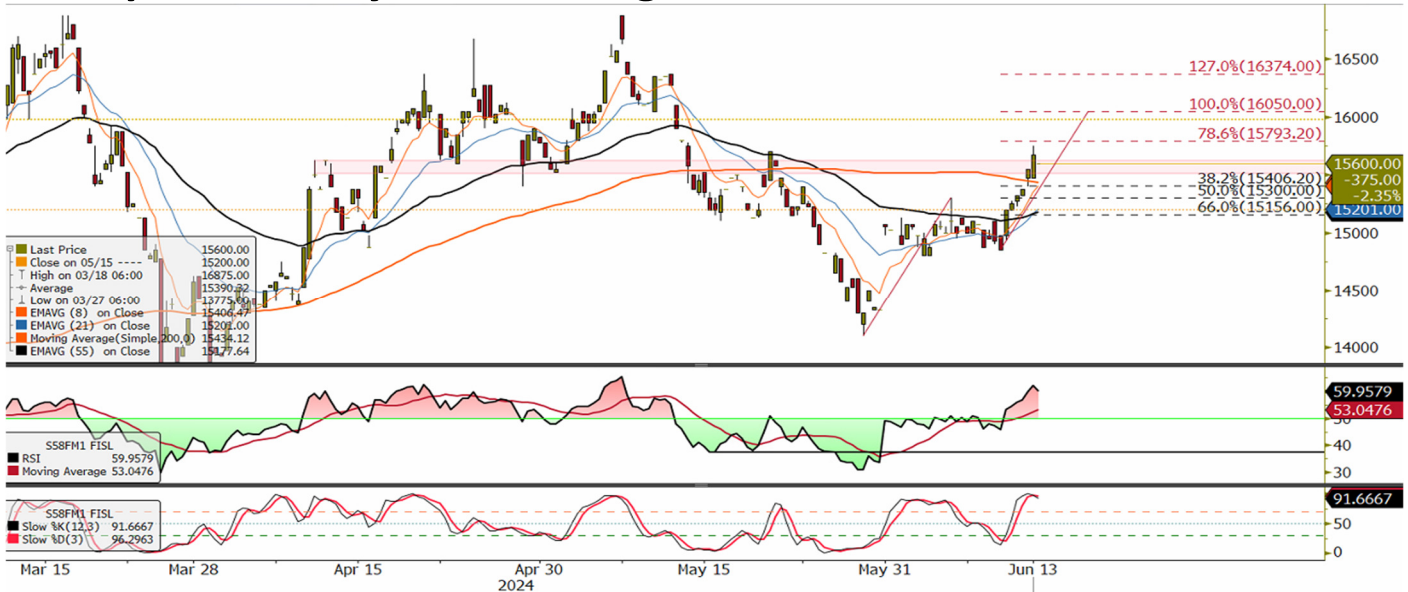 127.0%(16374.00)
100.0%(16050.00)
78.6%(15793.20)
38.2%(15406.20)
50.0%(15300.00)
66.0%(15156.00)
16500
16000
15600.00
-375.00
-2.35%
15201.00
15000
14500
14000
Last Price 15600.00
Close on 05/15 ---- 15200.00
High on 03/18 06:00 16875.00
Average 15390.32
Low on 03/27 06:00 13775.00
EMAVG (8) on Close 15406.47
EMAVG (21) on Close 15201.00
Moving Average(Simple,200,0) 15434.12
EMAVG (55) on Close 15177.64
59.9579
53.0476
50
40
30
S58FM1 FISL
RSI 59.9579
Moving Average 53.0476
S58FM1 FISL
Slow %K(12,3) 91.6667
Slow %D(3) 96.2963
91.6667
50
0
Mar 15 Mar 28 Apr 15 Apr 30 May 15 May 31 Jun 13
2024